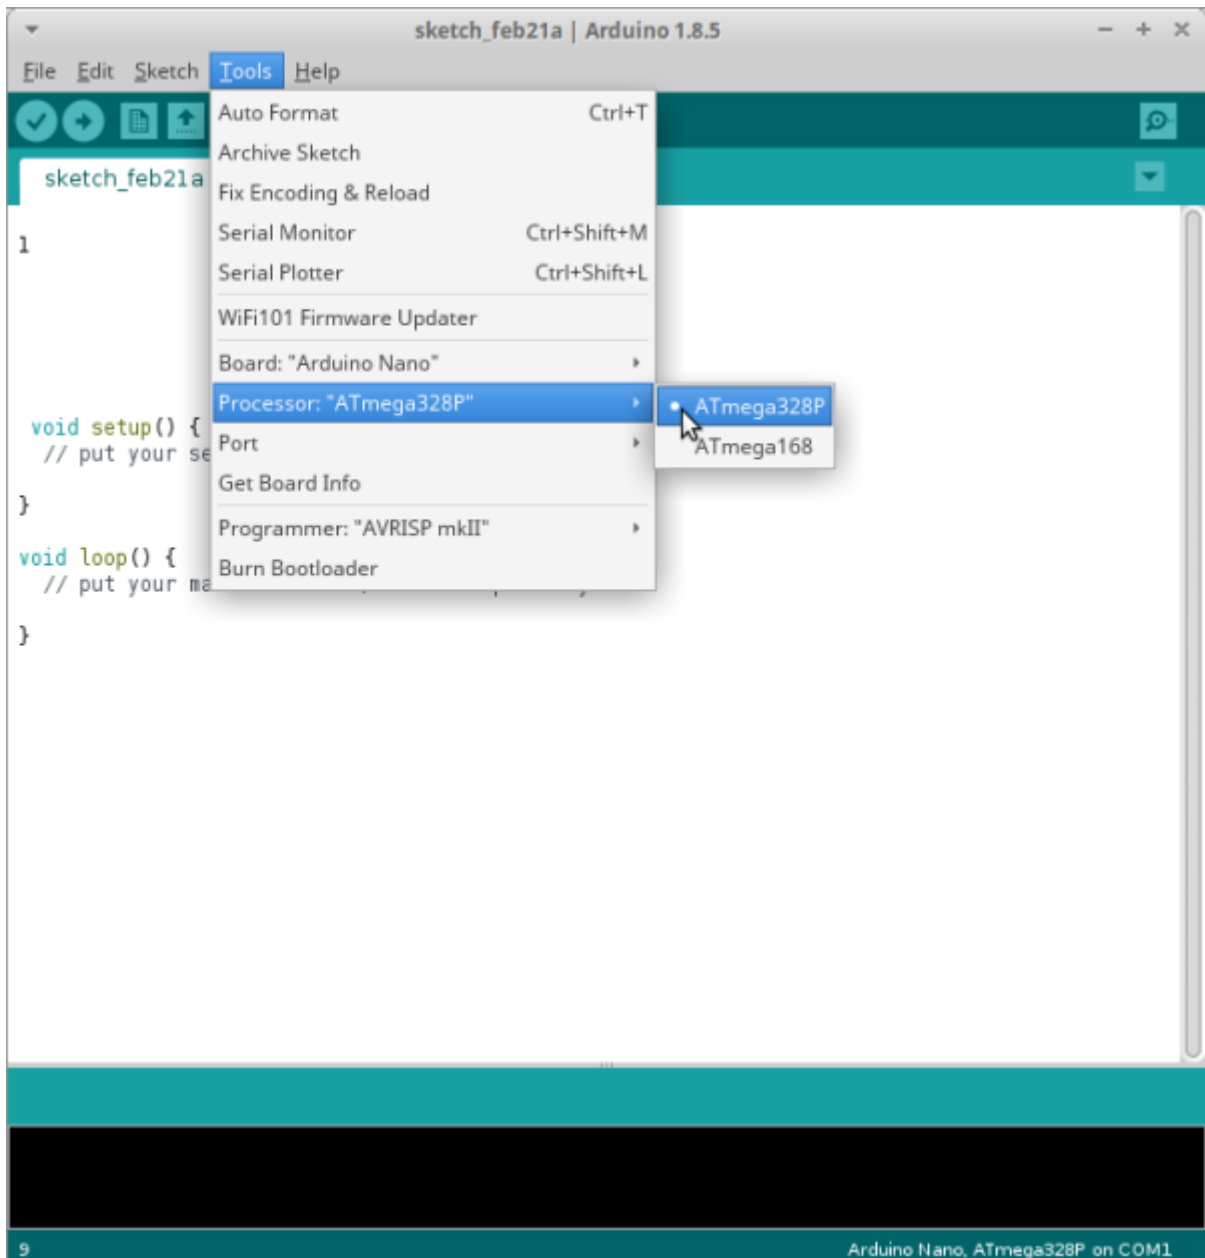 sketch_feb21a | Arduino 1.8.5
File Edit Sketch Tools Help
sketch_feb21a
Auto Format Ctrl+T
Archive Sketch
Fix Encoding & Reload
Serial Monitor Ctrl+Shift+M
Serial Plotter Ctrl+Shift+L
WiFi101 Firmware Updater
Board: "Arduino Nano"
Processor: "ATmega328P"
Port
Get Board Info
Programmer: "AVRISP mkII"
Burn Bootloader
ATmega328P
ATmega168
1
void setup() {
// put your se
}
void loop() {
// put your ma
}
9
Arduino Nano, ATmega328P on COM1